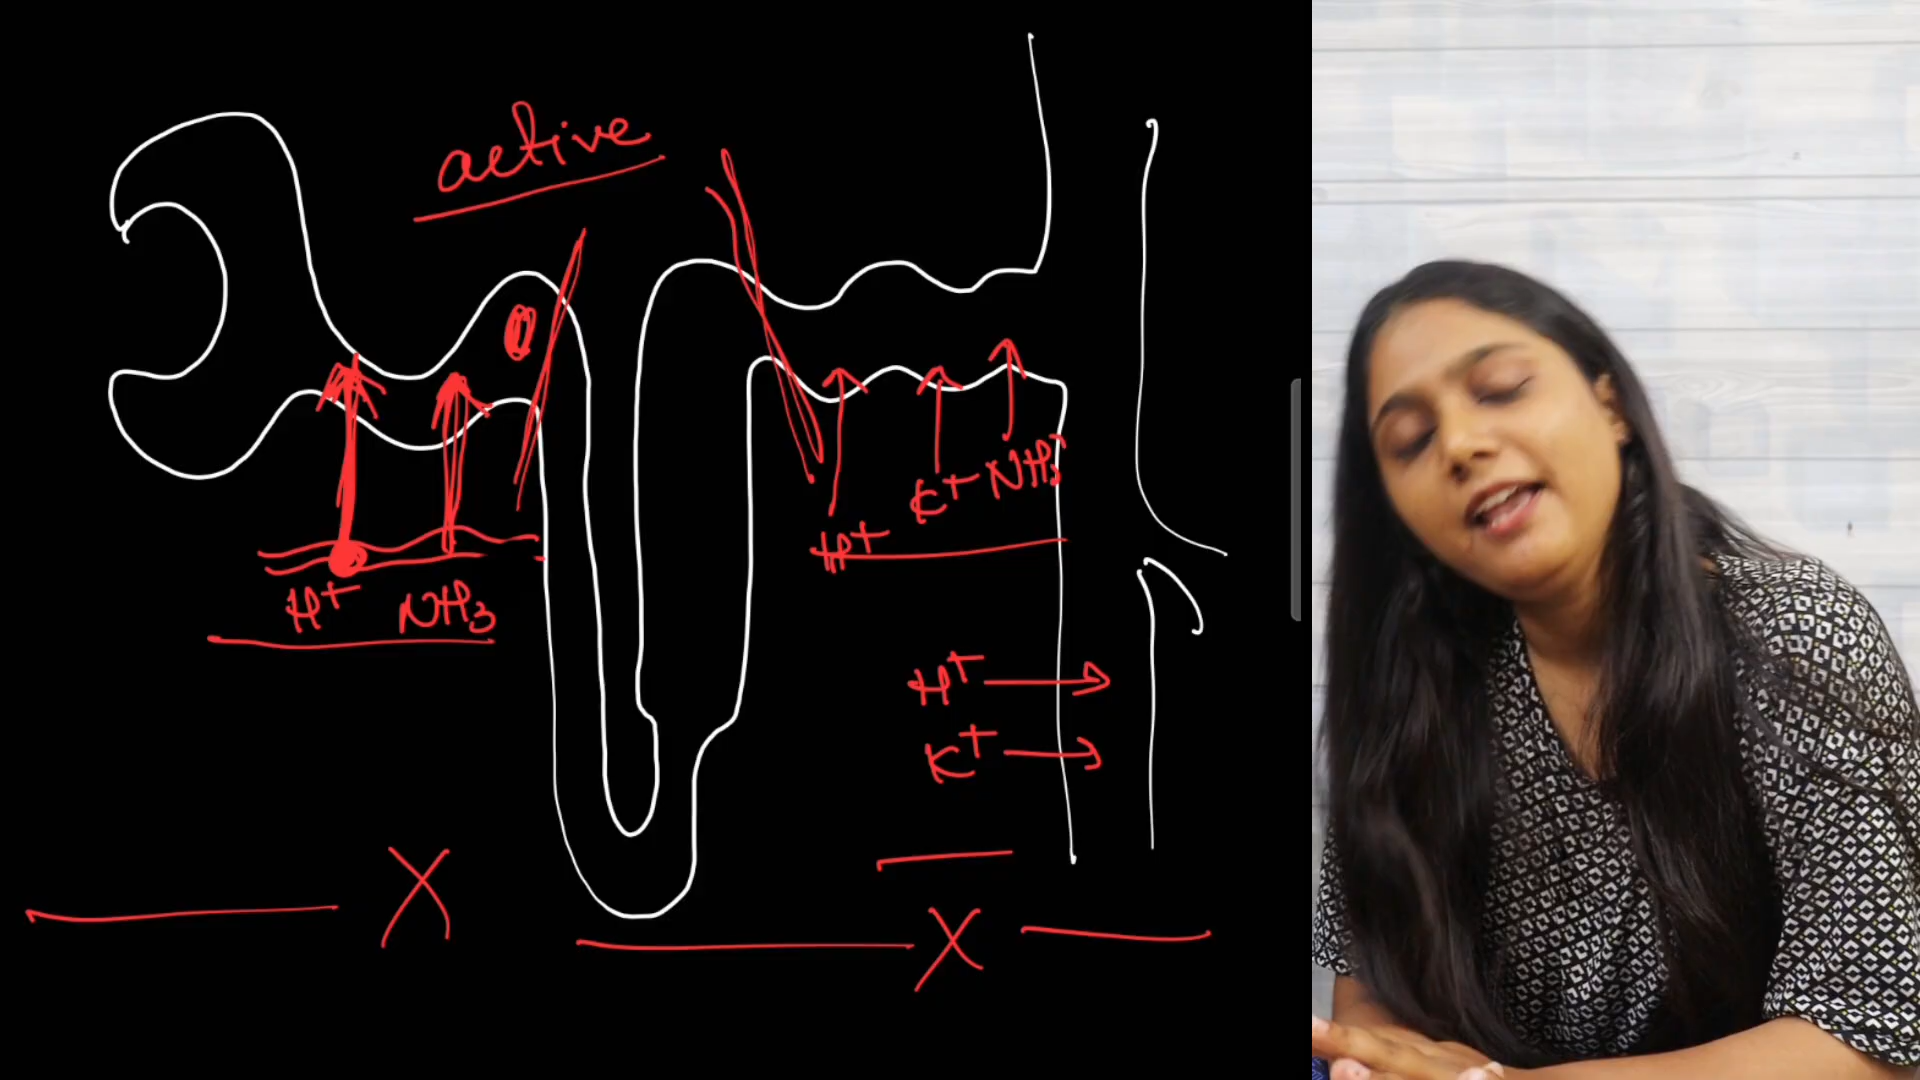 active
H+ NH3
H+ K+ NH3
H+
K+